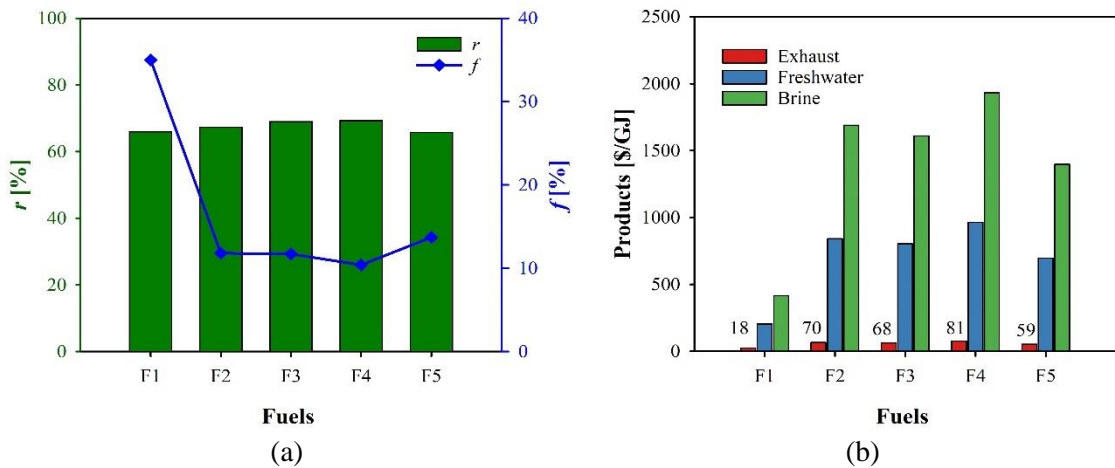 100
80
60
40
20
0
r [%]
r
f
40
30
20
10
0
f [%]
F1 F2 F3 F4 F5
Fuels
(a)
2500
2000
1500
1000
500
0
Products [$/GJ]
Exhaust
Freshwater
Brine
18 70 68 81 59
F1 F2 F3 F4 F5
Fuels
(b)